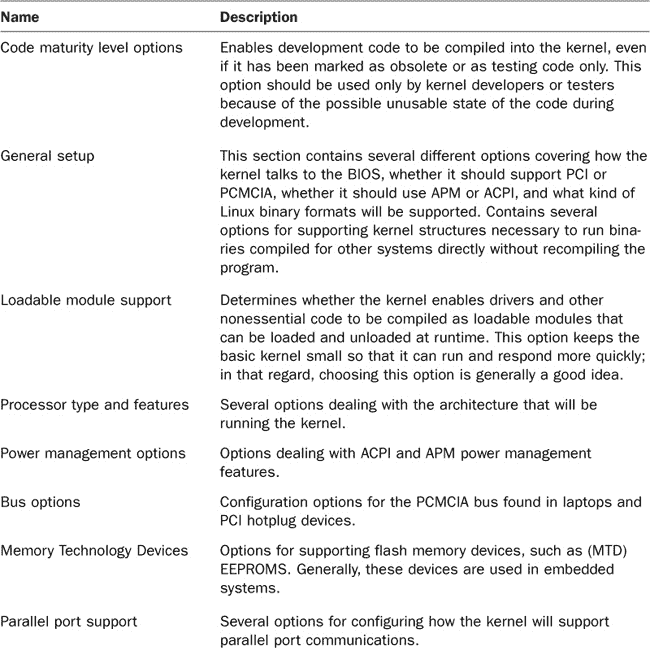 Name Description
Code maturity level options Enables development code to be compiled into the kernel, even
if it has been marked as obsolete or as testing code only. This
option should be used only by kernel developers or testers
because of the possible unusable state of the code during
development.
General setup This section contains several different options covering how the
kernel talks to the BIOS, whether it should support PCI or
PCMCIA, whether it should use APM or ACPI, and what kind of
Linux binary formats will be supported. Contains several
options for supporting kernel structures necessary to run bina-
ries compiled for other systems directly without recompiling the
program.
Loadable module support Determines whether the kernel enables drivers and other
nonessential code to be compiled as loadable modules that
can be loaded and unloaded at runtime. This option keeps the
basic kernel small so that it can run and respond more quickly;
in that regard, choosing this option is generally a good idea.
Processor type and features Several options dealing with the architecture that will be
running the kernel.
Power management options Options dealing with ACPI and APM power management
features.
Bus options Configuration options for the PCMCIA bus found in laptops and
PCI hotplug devices.
Memory Technology Devices Options for supporting flash memory devices, such as (MTD)
EEPROMS. Generally, these devices are used in embedded
systems.
Parallel port support Several options for configuring how the kernel will support
parallel port communications.